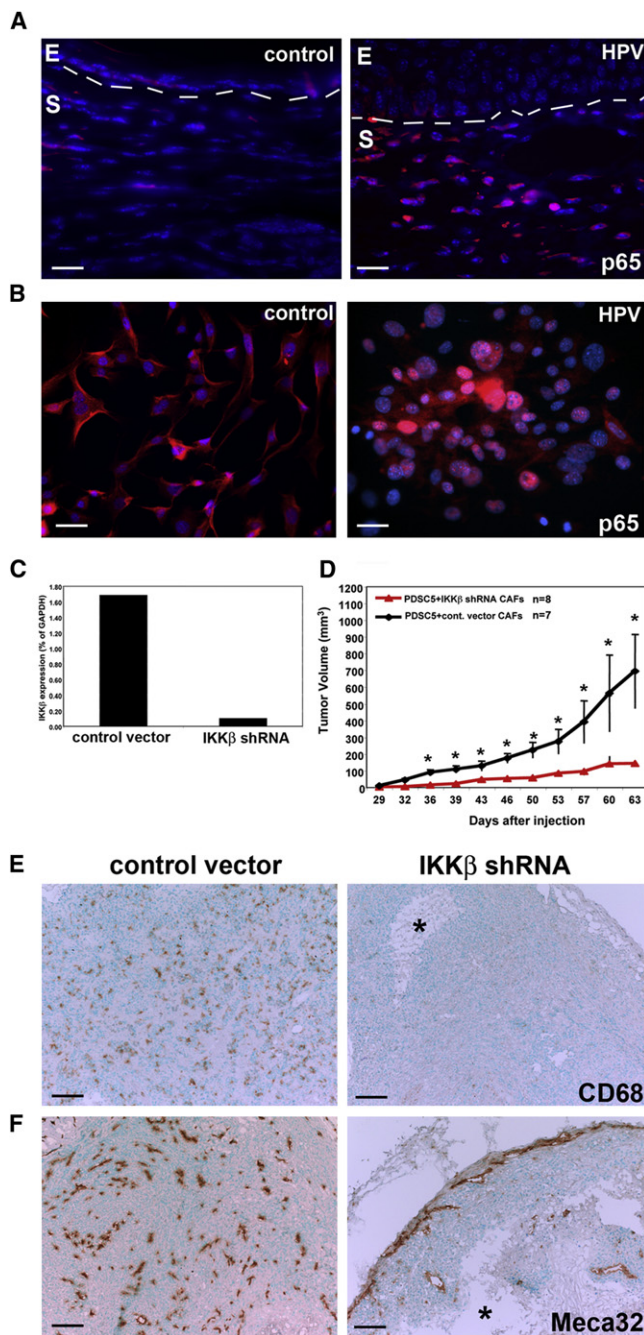 A
E
control
S
E
HPV
S
p65
B
control
HPV
p65
C
IKKβ expression (% of GAPDH)
1.80
1.60
1.40
1.20
1.00
0.80
0.60
0.40
0.20
0.00
control vector
IKKβ shRNA
D
PDSC5+IKKβ shRNA CAFs n=8
PDSC5+cont. vector CAFs n=7
Tumor Volume (mm3)
1200
1100
1000
900
800
700
600
500
400
300
200
100
0
* * * * * * * * * *
29 32 36 39 43 46 50 53 57 60 63
Days after injection
control vector
IKKβ shRNA
E
*
CD68
F
*
Meca32